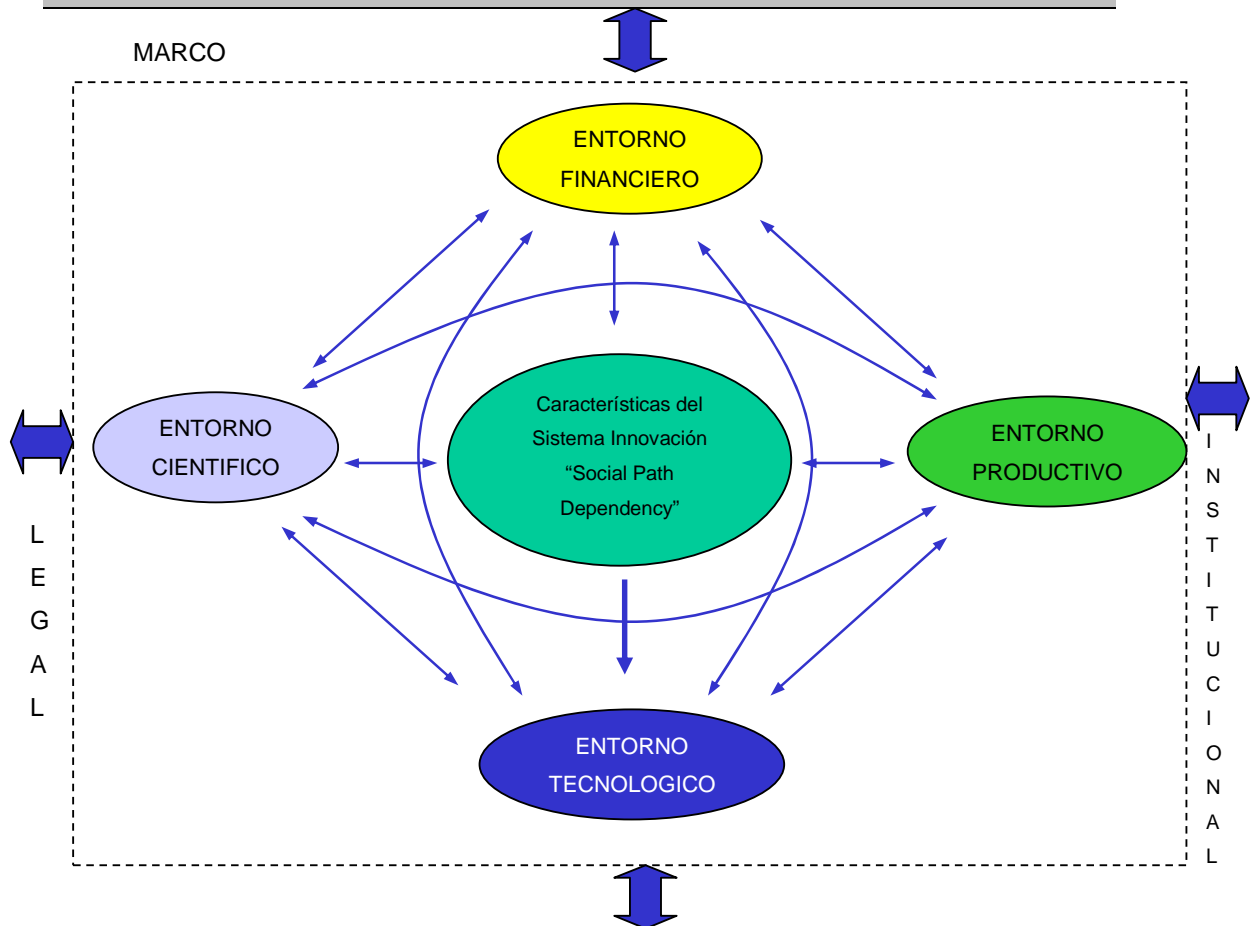 MARCO
ENTORNO
FINANCIERO
ENTORNO
CIENTIFICO
Características del
Sistema Innovación
“Social Path
Dependency”
ENTORNO
PRODUCTIVO
ENTORNO
TECNOLOGICO
L
E
G
A
L
I
N
S
T
I
T
U
C
I
O
N
A
L